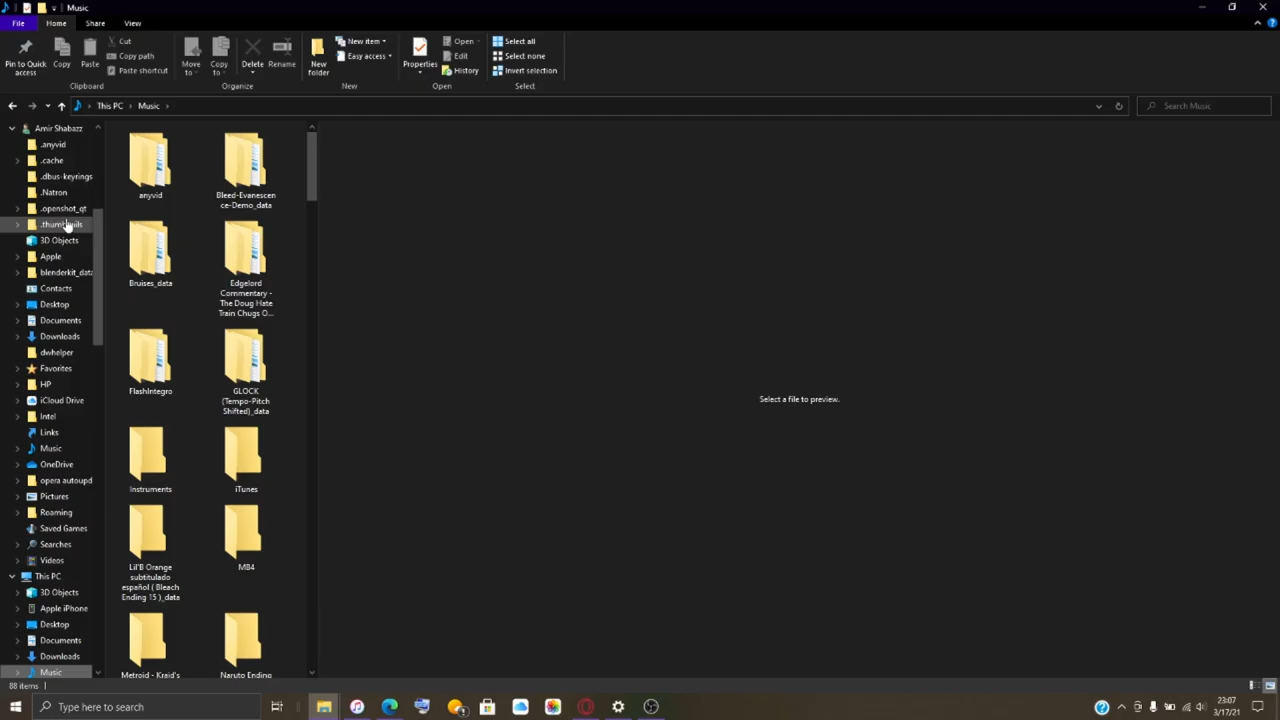 Music
File Home Share View
Pin to Quick access
Copy
Paste
Cut
Copy path
Paste shortcut
Clipboard
Move to
Copy to
Delete
Rename
Organize
New folder
New item
Easy access
New
Properties
Open
Edit
History
Open
Select all
Select none
Invert selection
Select
This PC Music
Search Music
Amir Shabazz
.anyvid
.cache
.dbus-keyrings
.Natron
.openshot_qt
3D Objects
Apple
blenderkit_data
Contacts
Desktop
Documents
Downloads
dwhelper
Favorites
HP
iCloud Drive
Intel
Links
Music
OneDrive
opera autoupd
Pictures
Roaming
Saved Games
Searches
Videos
This PC
3D Objects
Apple iPhone
Desktop
Documents
Downloads
Music
anyvid
Bleed-Evanescen
ce-Demo_data
Bruises_data
Edgelord
Commentary -
The Doug Hate
Train Chugs O...
FlashIntegro
GLOCK
(Tempo-Pitch
Shifted)_data
Instruments
iTunes
Lil'B Orange
subtitulado
español ( Bleach
Ending 15 )_data
MB4
Metroid - Kraid's
Naruto Ending
Select a file to preview.
88 items
Type here to search
23:07
3/17/21